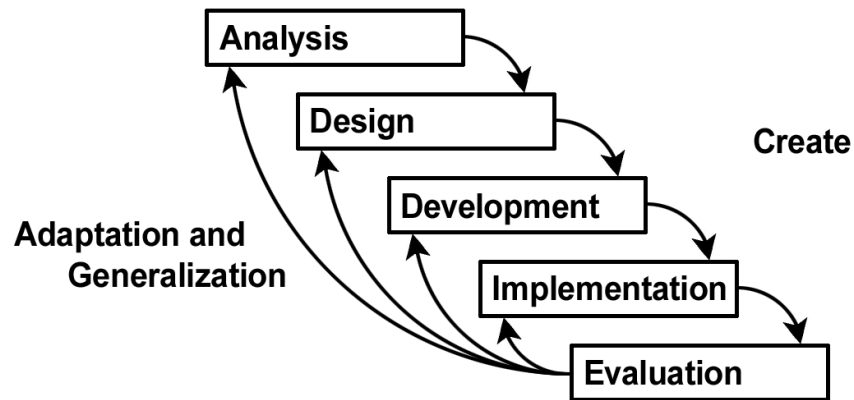 Analysis
Design
Create
Development
Adaptation and
Generalization
Implementation
Evaluation